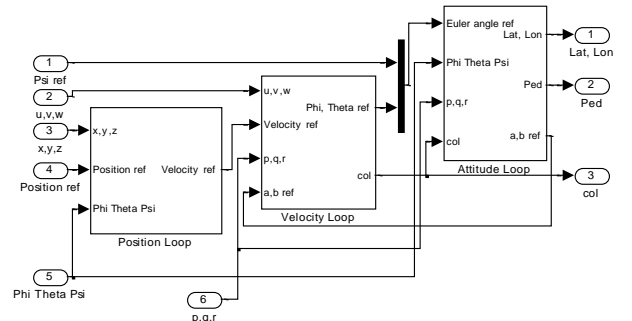 1
Psi ref
2
u,v,w
3
x,y,z
4
Position ref
5
Phi Theta Psi
6
p,q,r
x,y,z
Position ref
Phi Theta Psi
Velocity ref
Position Loop
u,v,w
Velocity ref
p,q,r
a,b ref
Phi, Theta ref
col
Velocity Loop
Euler angle ref
Phi Theta Psi
p,q,r
col
Lat, Lon
Ped
a,b ref
Attitude Loop
1
Lat, Lon
2
Ped
3
col